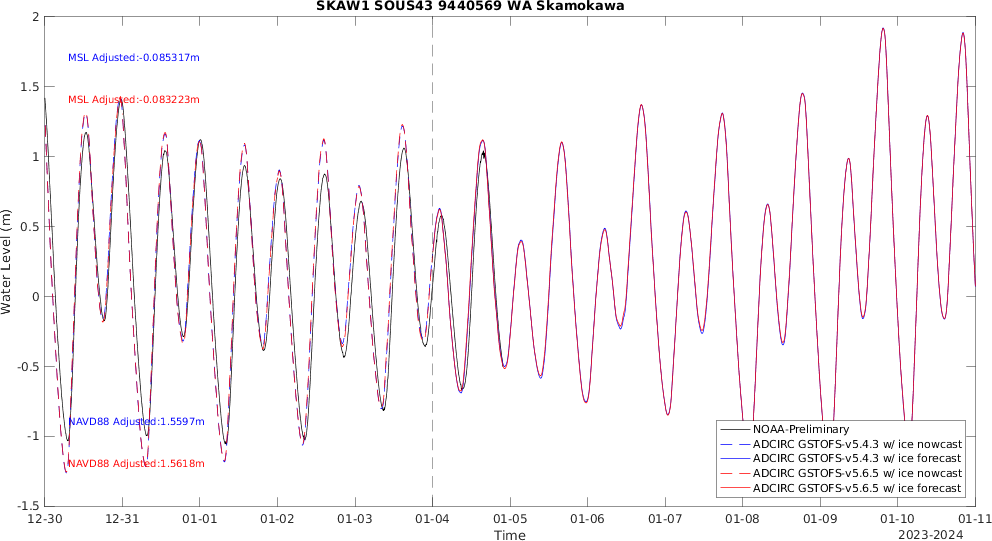 SKAW1 SOUS43 9440569 WA Skamokawa
2
1.5
1
0.5
0
-0.5
-1
-1.5
Water Level (m)
MSL Adjusted:-0.085317m
MSL Adjusted:-0.083223m
NAVD88 Adjusted:1.5597m
NAVD88 Adjusted:1.5618m
NOAA-Preliminary
ADCIRC GSTOFS-v5.4.3 w/ ice nowcast
ADCIRC GSTOFS-v5.4.3 w/ ice forecast
ADCIRC GSTOFS-v5.6.5 w/ ice nowcast
ADCIRC GSTOFS-v5.6.5 w/ ice forecast
12-30 12-31 01-01 01-02 01-03 01-04 01-05 01-06 01-07 01-08 01-09 01-10 01-11
Time
2023-2024